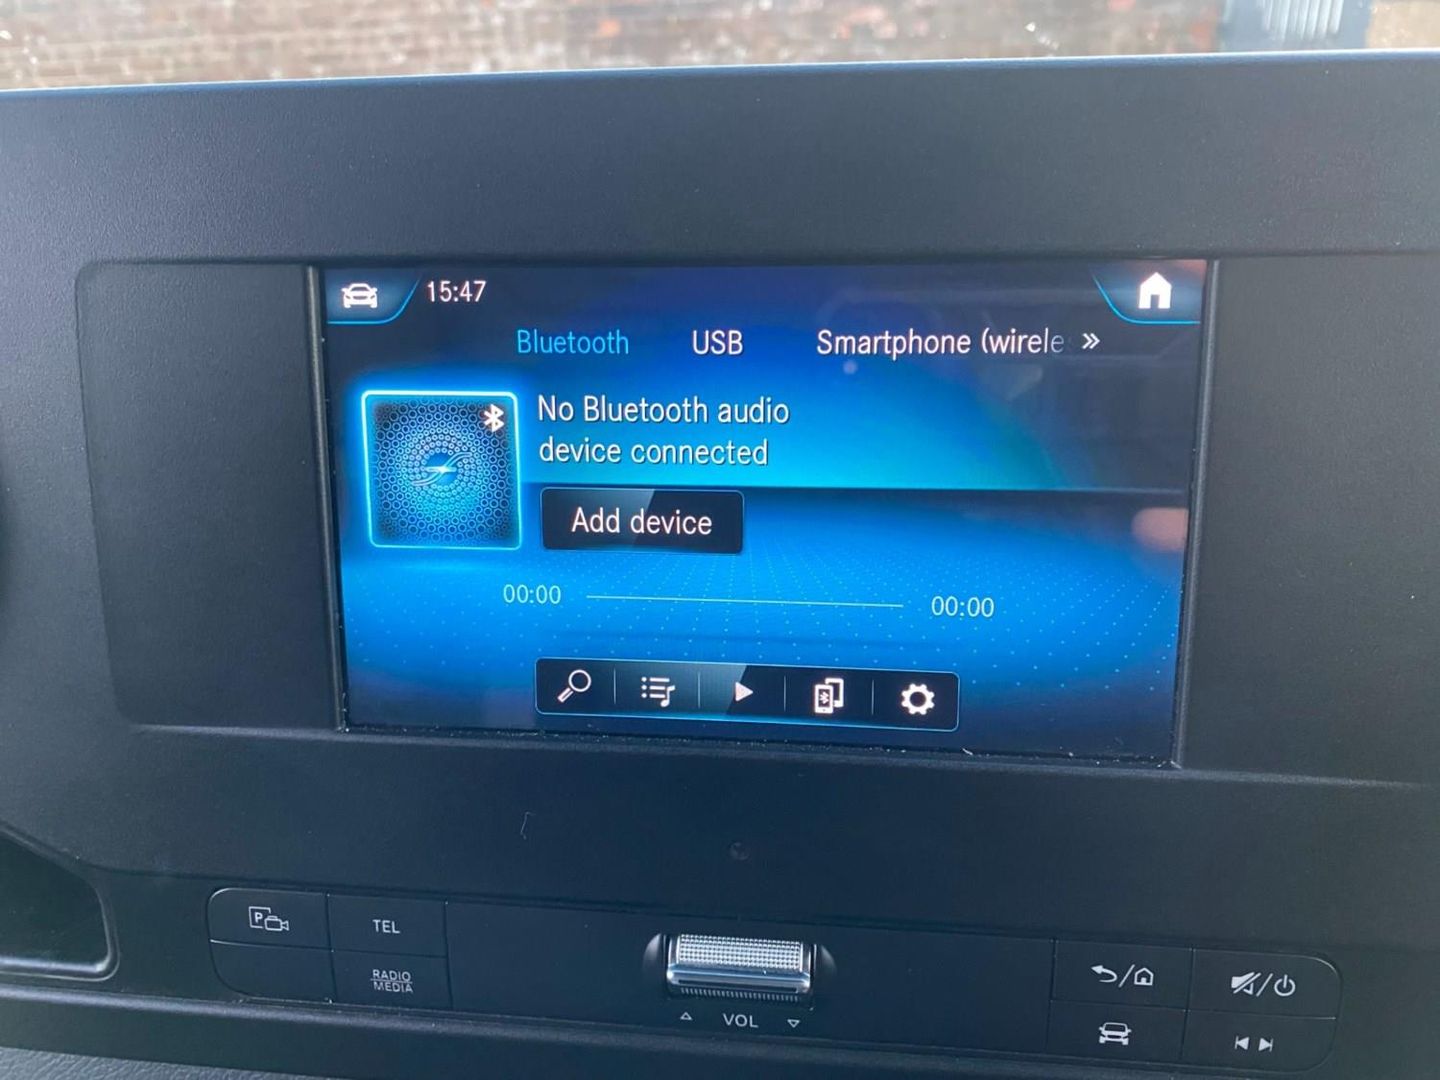 15:47
Bluetooth USB Smartphone (wirele
No Bluetooth audio
device connected
Add device
00:00 00:00
P TEL
RADIO
MEDIA
VOL